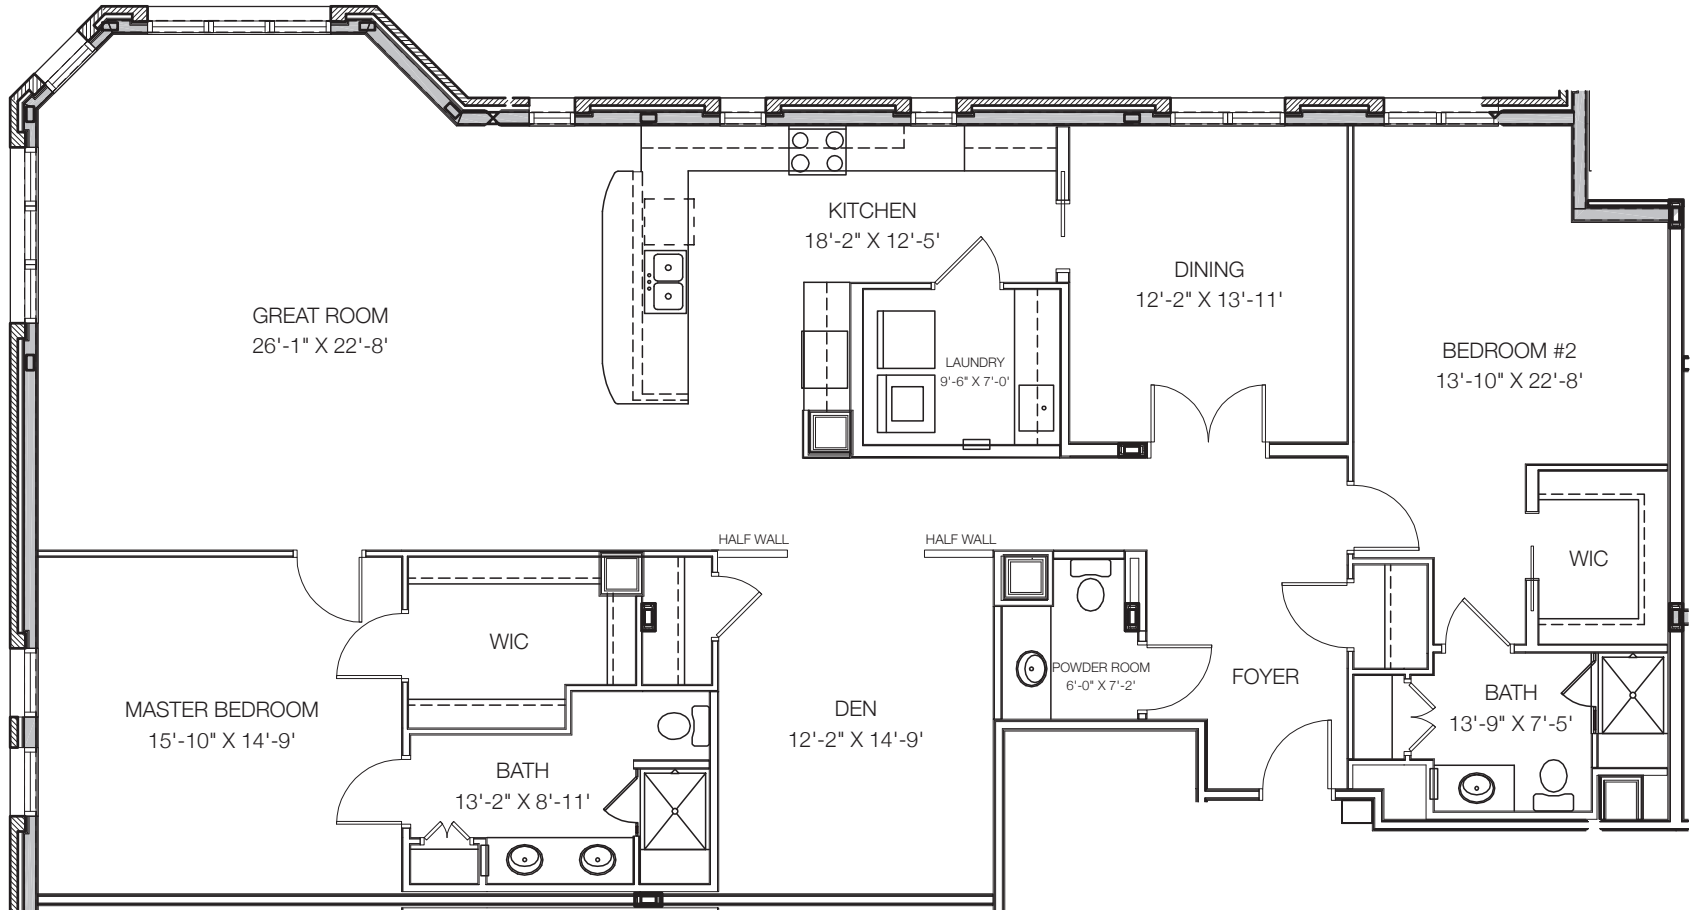 KITCHEN
18'-2" X 12'-5'
DINING
12'-2" X 13'-11'
GREAT ROOM
26'-1" X 22'-8'
LAUNDRY
9'-6" X 7'-0'
BEDROOM #2
13'-10" X 22'-8'
HALF WALL
HALF WALL
WIC
WIC
POWDER ROOM
6'-0" X 7'-2'
FOYER
BATH
13'-9" X 7'-5'
MASTER BEDROOM
15'-10" X 14'-9'
DEN
12'-2" X 14'-9'
BATH
13'-2" X 8'-11'